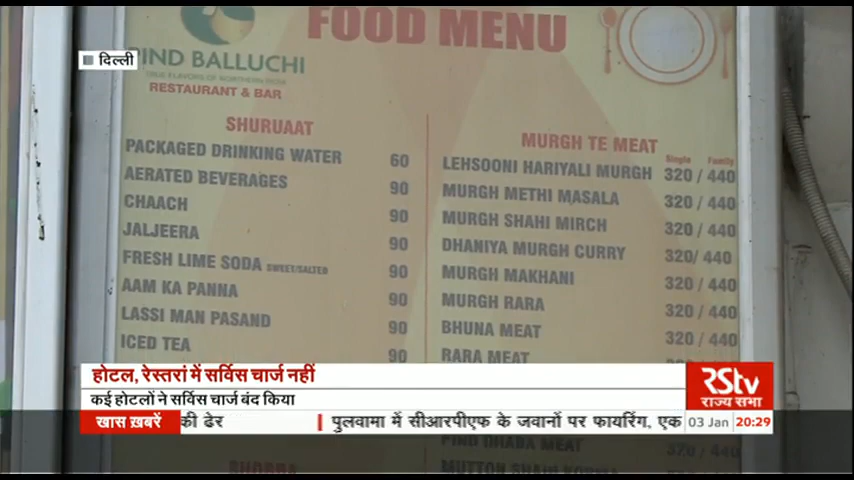 FOOD MENU
दिल्ली
PIND BALLUCHI
TRUE FLAVORS OF NORTHERN INDIA
RESTAURANT & BAR
SHURUAAT
PACKAGED DRINKING WATER 60
AERATED BEVERAGES 90
CHAACH 90
JALJEERA 90
FRESH LIME SODA SWEET/SALTED 90
AAM KA PANNA 90
LASSI MAN PASAND 90
ICED TEA 90
MURGH TE MEAT
Single Family
LEHSOONI HARIYALI MURGH 320 / 440
MURGH METHI MASALA 320 / 440
MURGH SHAHI MIRCH 320 / 440
DHANIYA MURGH CURRY 320/ 440
MURGH MAKHANI 320 / 440
MURGH RARA 320 / 440
BHUNA MEAT 320 / 440
RARA MEAT
होटल, रेस्तरां में सर्विस चार्ज नहीं
कई होटलों ने सर्विस चार्ज बंद किया
RStv
राज्य सभा
खास ख़बरें की ढेर | पुलवामा में सीआरपीएफ के जवानों पर फायरिंग, एक 03 Jan 20:29
PIND DHABA MEAT
SHORBA
MUTTON SHAHI KORMA